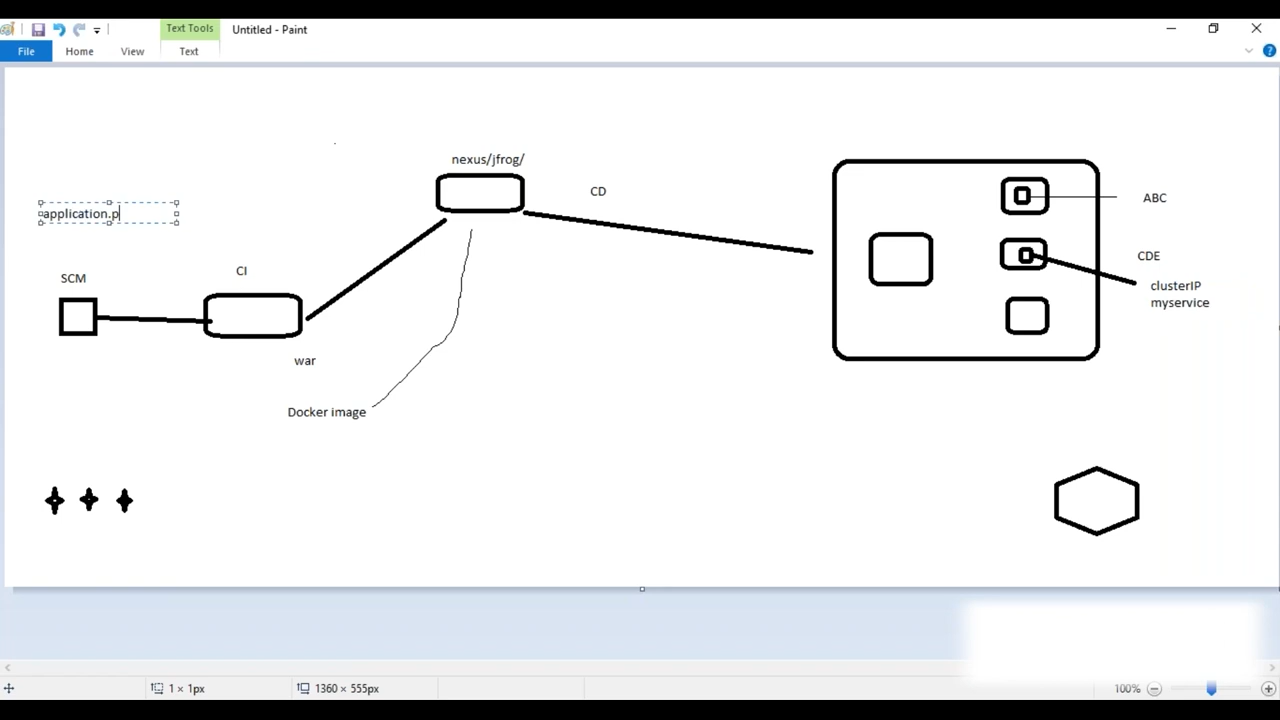 Text Tools
Untitled - Paint
File
Home
View
Text
nexus/jfrog/
CD
ABC
application.p
CDE
SCM
CI
clusterIP
myservice
war
Docker image
1 × 1px
1360 × 555px
100%